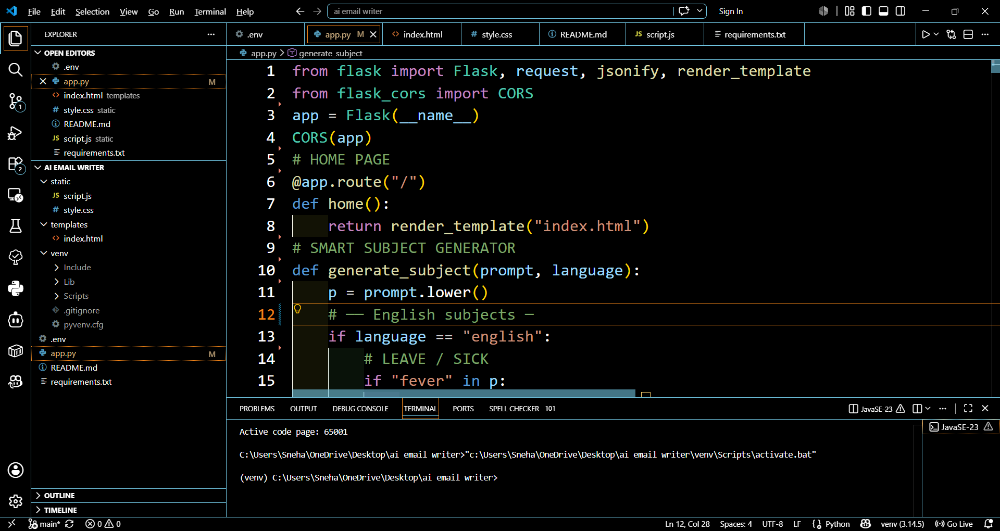 File Edit Selection View Go Run Terminal Help
ai email writer
Sign In
EXPLORER
OPEN EDITORS
.env
app.py M
index.html templates
style.css static
README.md
JS script.js static
requirements.txt
AI EMAIL WRITER
static
JS script.js
# style.css
templates
<> index.html
venv
Include
Lib
Scripts
.gitignore
pyvenv.cfg
.env
app.py M
README.md
requirements.txt
OUTLINE
TIMELINE
1
2
.env
app.py M
<> index.html
# style.css
README.md
JS script.js
requirements.txt
app.py > generate_subject
1 from flask import Flask, request, jsonify, render_template
2 from flask_cors import CORS
3 app = Flask(__name__)
4 CORS(app)
5 # HOME PAGE
6 @app.route("/")
7 def home():
8 return render_template("index.html")
9 # SMART SUBJECT GENERATOR
10 def generate_subject(prompt, language):
11 p = prompt.lower()
12 # —— English subjects —
13 if language == "english":
14 # LEAVE / SICK
15 if "fever" in p:
PROBLEMS OUTPUT DEBUG CONSOLE TERMINAL PORTS SPELL CHECKER 101
JavaSE-23
Active code page: 65001
C:\Users\Sneha\OneDrive\Desktop\ai email writer>"c:\Users\Sneha\OneDrive\Desktop\ai email writer\venv\Scripts\activate.bat"
(venv) C:\Users\Sneha\OneDrive\Desktop\ai email writer>
JavaSE-23
main* 0 0
Ln 12, Col 28 Spaces: 4 UTF-8 LF {} Python venv (3.14.5) Go Live